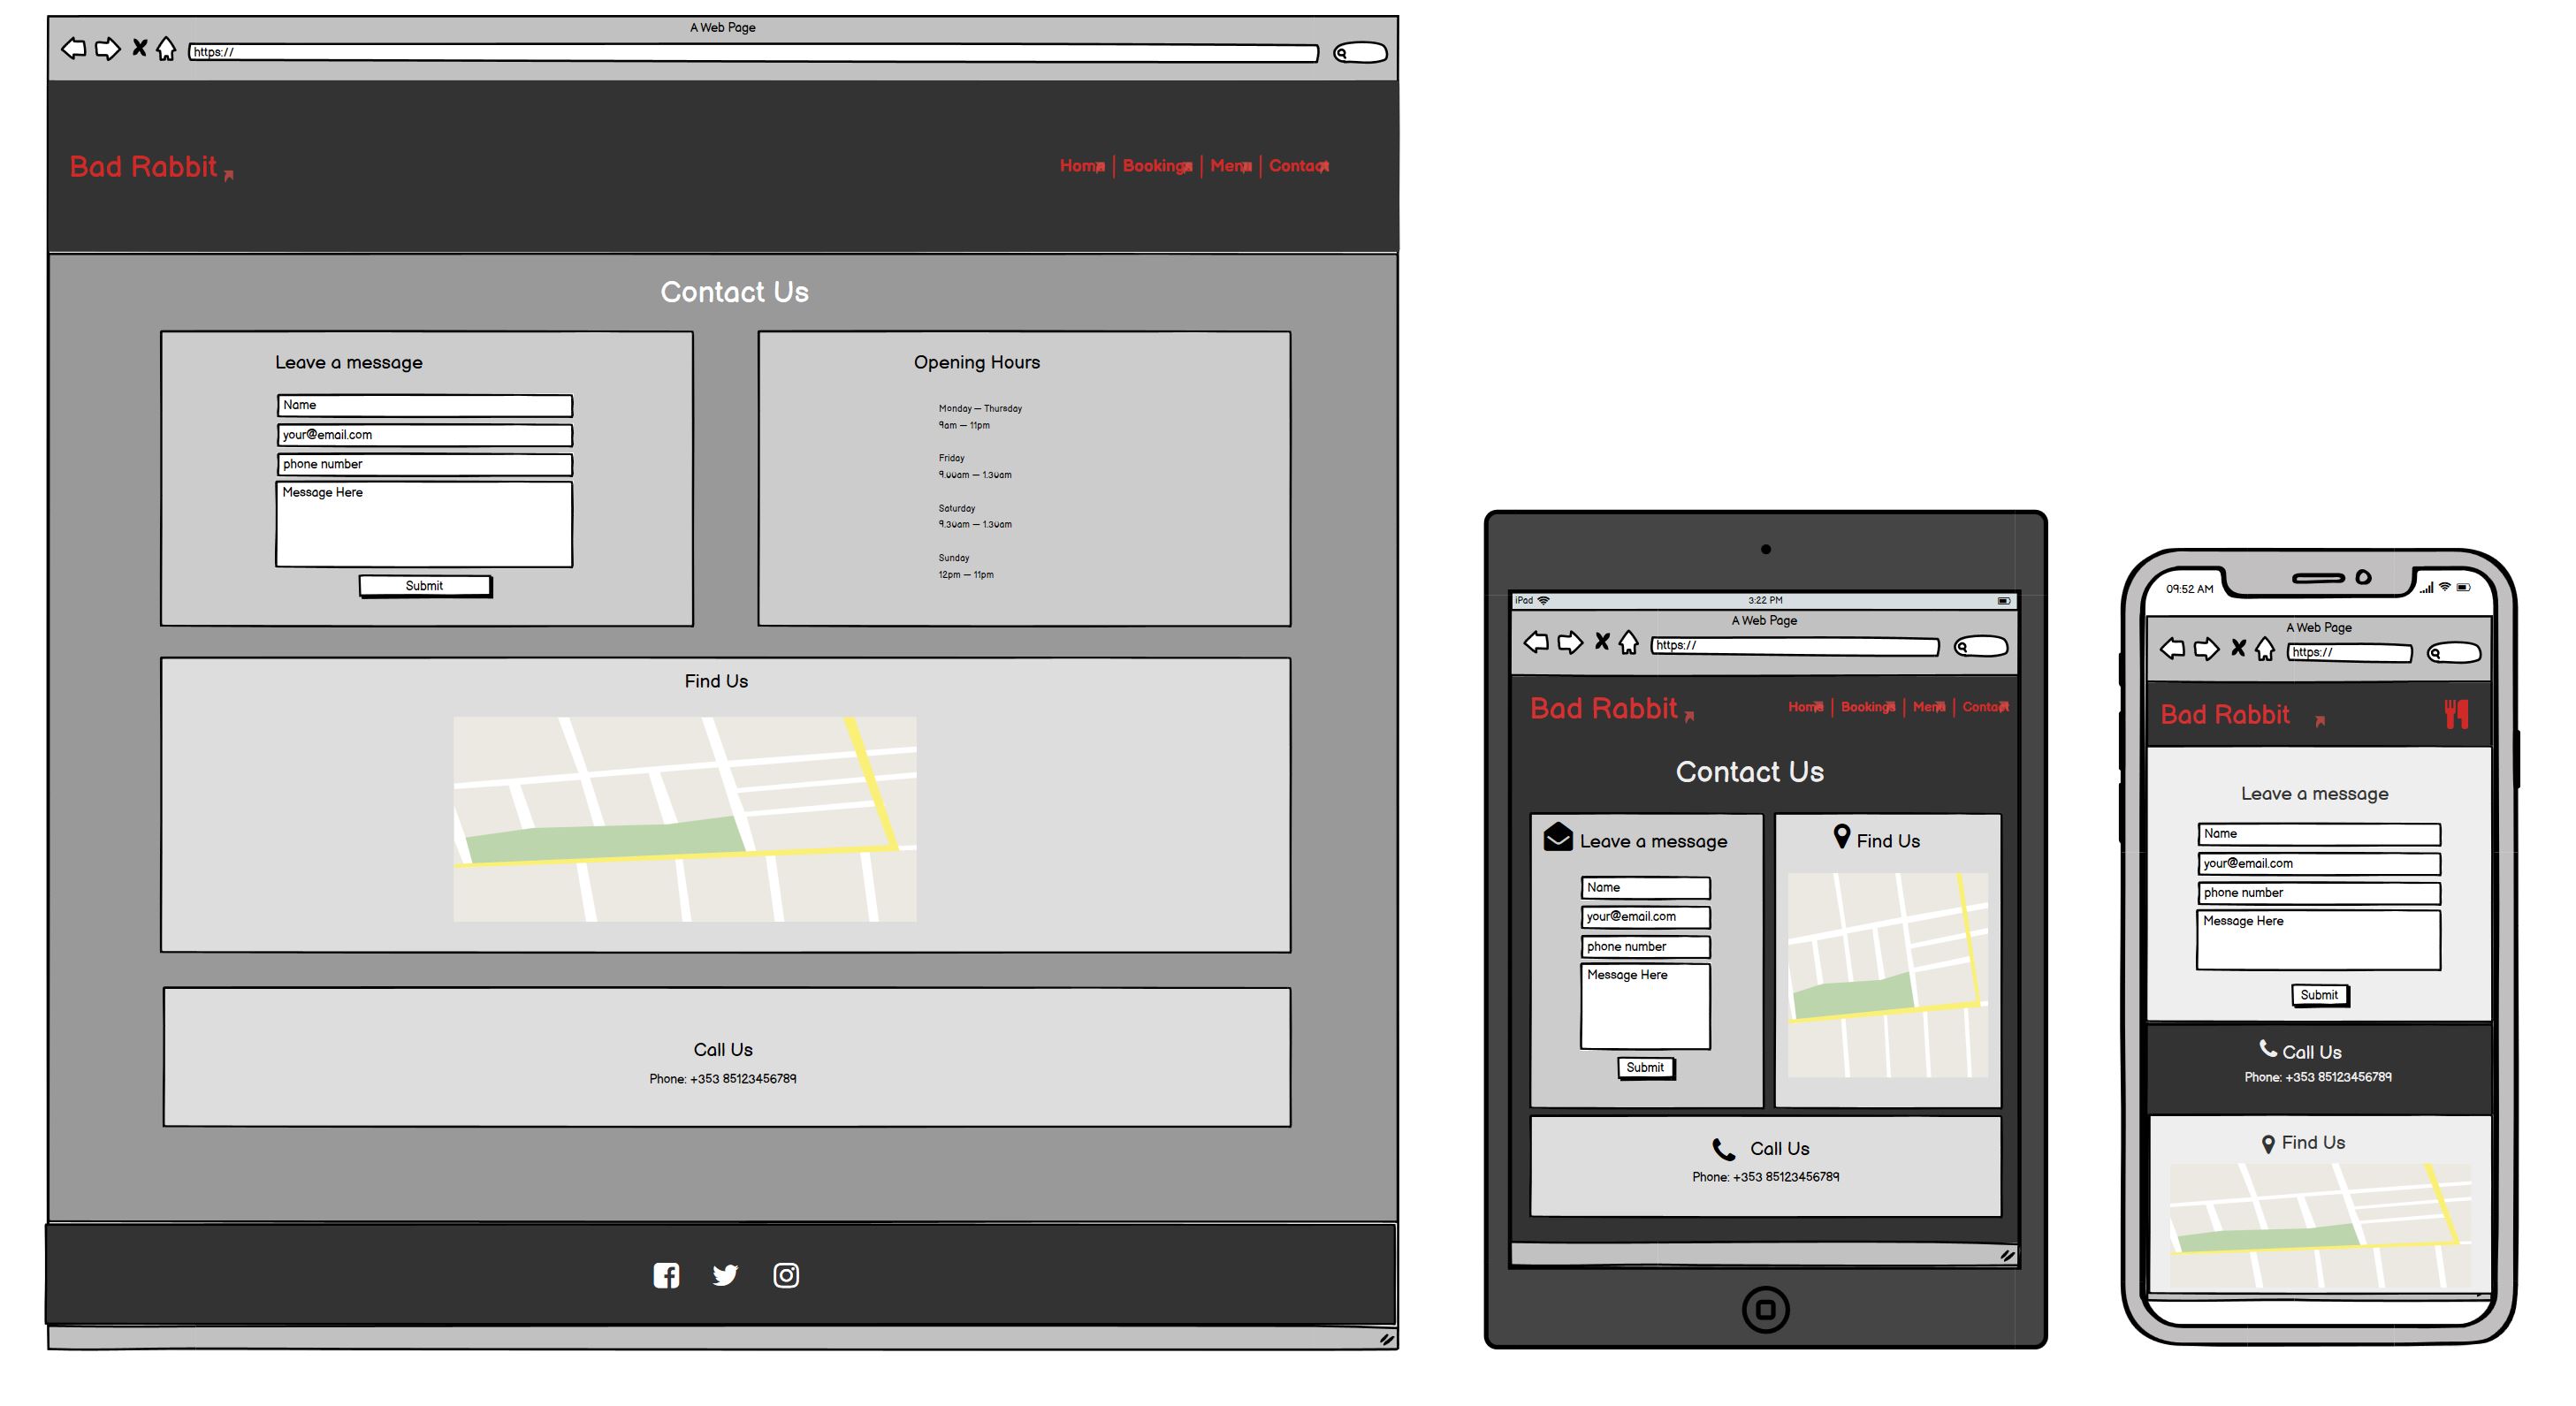 A Web Page
https://
Bad Rabbit
Home | Bookings | Menu | Contact
Contact Us
Leave a message
Name
your@email.com
phone number
Message Here
Submit
Opening Hours
Monday — Thursday
9am — 11pm
Friday
9.00am — 1.30am
Saturday
9.30am — 1.30am
Sunday
12pm — 11pm
Find Us
Call Us
Phone: +353 85123456789
iPad
3:22 PM
A Web Page
https://
Bad Rabbit
Home | Bookings | Menu | Contact
Contact Us
Leave a message
Name
your@email.com
phone number
Message Here
Submit
Find Us
Call Us
Phone: +353 85123456789
09:52 AM
A Web Page
https://
Bad Rabbit
Leave a message
Name
your@email.com
phone number
Message Here
Submit
Call Us
Phone: +353 85123456789
Find Us